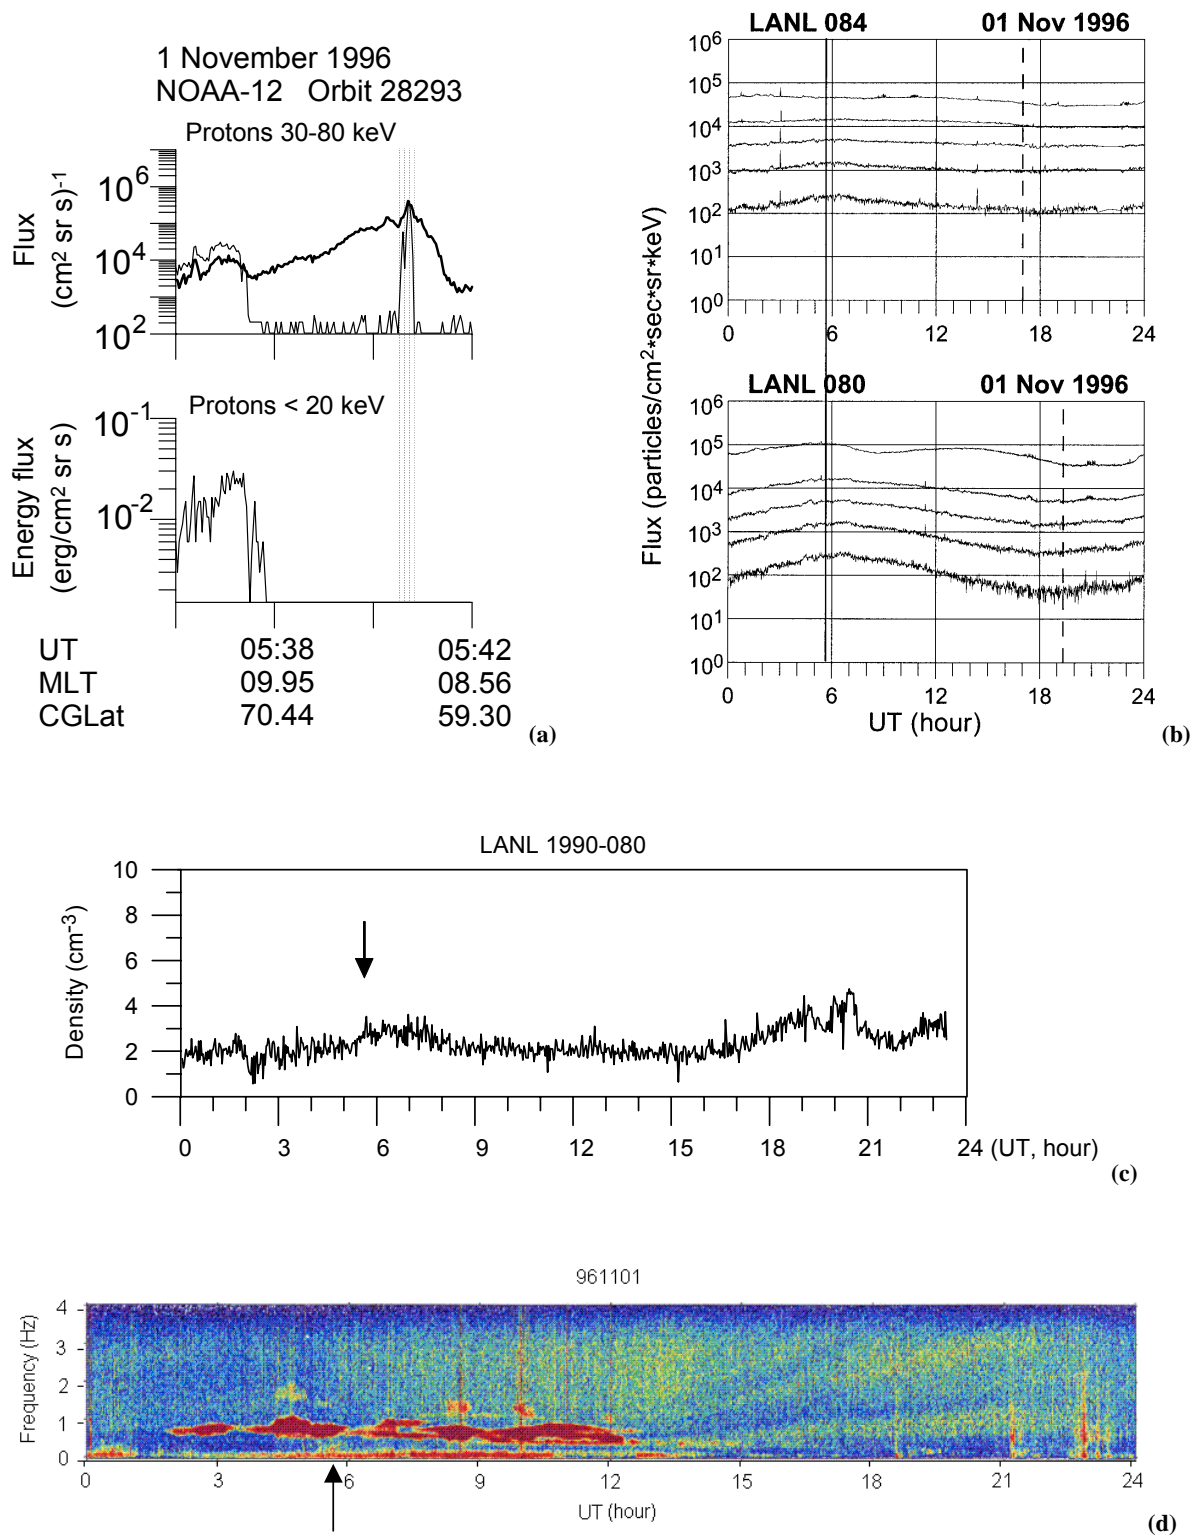 1 November 1996
NOAA-12 Orbit 28293
Protons 30-80 keV
Flux
(cm2 sr s)-1
106
104
102
Protons < 20 keV
Energy flux
(erg/cm2 sr s)
10-1
10-2
UT 05:38 05:42
MLT 09.95 08.56
CGLat 70.44 59.30
(a)
LANL 084 01 Nov 1996
106
105
104
103
102
101
100
0 6 12 18 24
Flux (particles/cm2*sec*sr*keV)
LANL 080 01 Nov 1996
106
105
104
103
102
101
100
0 6 12 18 24
UT (hour)
(b)
LANL 1990-080
Density (cm-3)
10
8
6
4
2
0
0 3 6 9 12 15 18 21 24 (UT, hour)
(c)
961101
Frequency (Hz)
4
3
2
1
0
0 3 6 9 12 15 18 21 24
UT (hour)
(d)